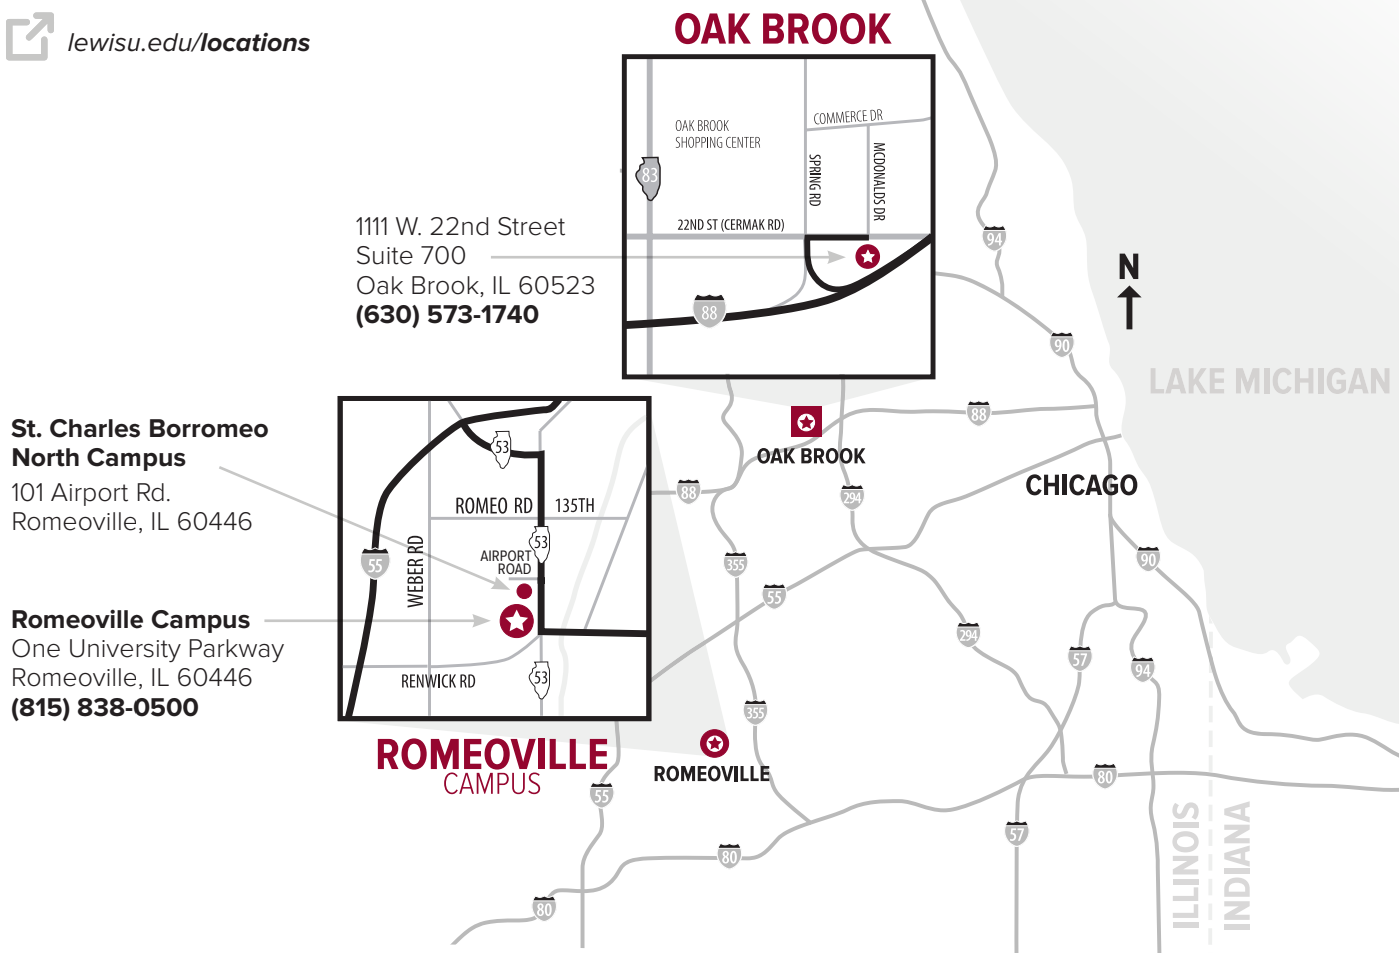 lewisu.edu/locations
OAK BROOK
OAK BROOK
SHOPPING CENTER
COMMERCE DR
83
SPRING RD
MCDONALDS DR
22ND ST (CERMAK RD)
88
1111 W. 22nd Street
Suite 700
Oak Brook, IL 60523
(630) 573-1740
94
N
90
LAKE MICHIGAN
88
OAK BROOK
CHICAGO
88
294
St. Charles Borromeo
North Campus
101 Airport Rd.
Romeoville, IL 60446
53
ROMEO RD
135TH
53
AIRPORT
ROAD
55
WEBER RD
RENWICK RD
53
Romeoville Campus
One University Parkway
Romeoville, IL 60446
(815) 838-0500
355
90
55
294
57
94
355
ROMEOVILLE
CAMPUS
ROMEOVILLE
55
80
57
80
80
ILLINOIS
INDIANA